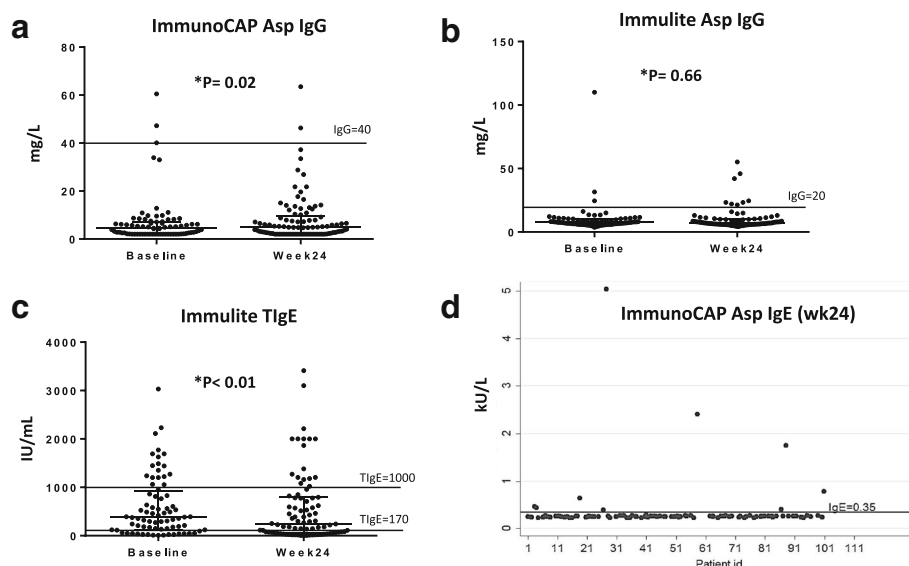 a
ImmunoCAP Asp IgG
80
60
40
20
0
mg/L
*P= 0.02
IgG=40
Baseline
Week24
b
Immulite Asp IgG
150
100
50
0
mg/L
*P= 0.66
IgG=20
Baseline
Week24
c
Immulite TIgE
4000
3000
2000
1000
0
IU/mL
*P< 0.01
TIgE=1000
TIgE=170
Baseline
Week24
d
ImmunoCAP Asp IgE (wk24)
5
4
3
2
1
0
kU/L
IgE=0.35
1 11 21 31 41 51 61 71 81 91 101 111
Patient id